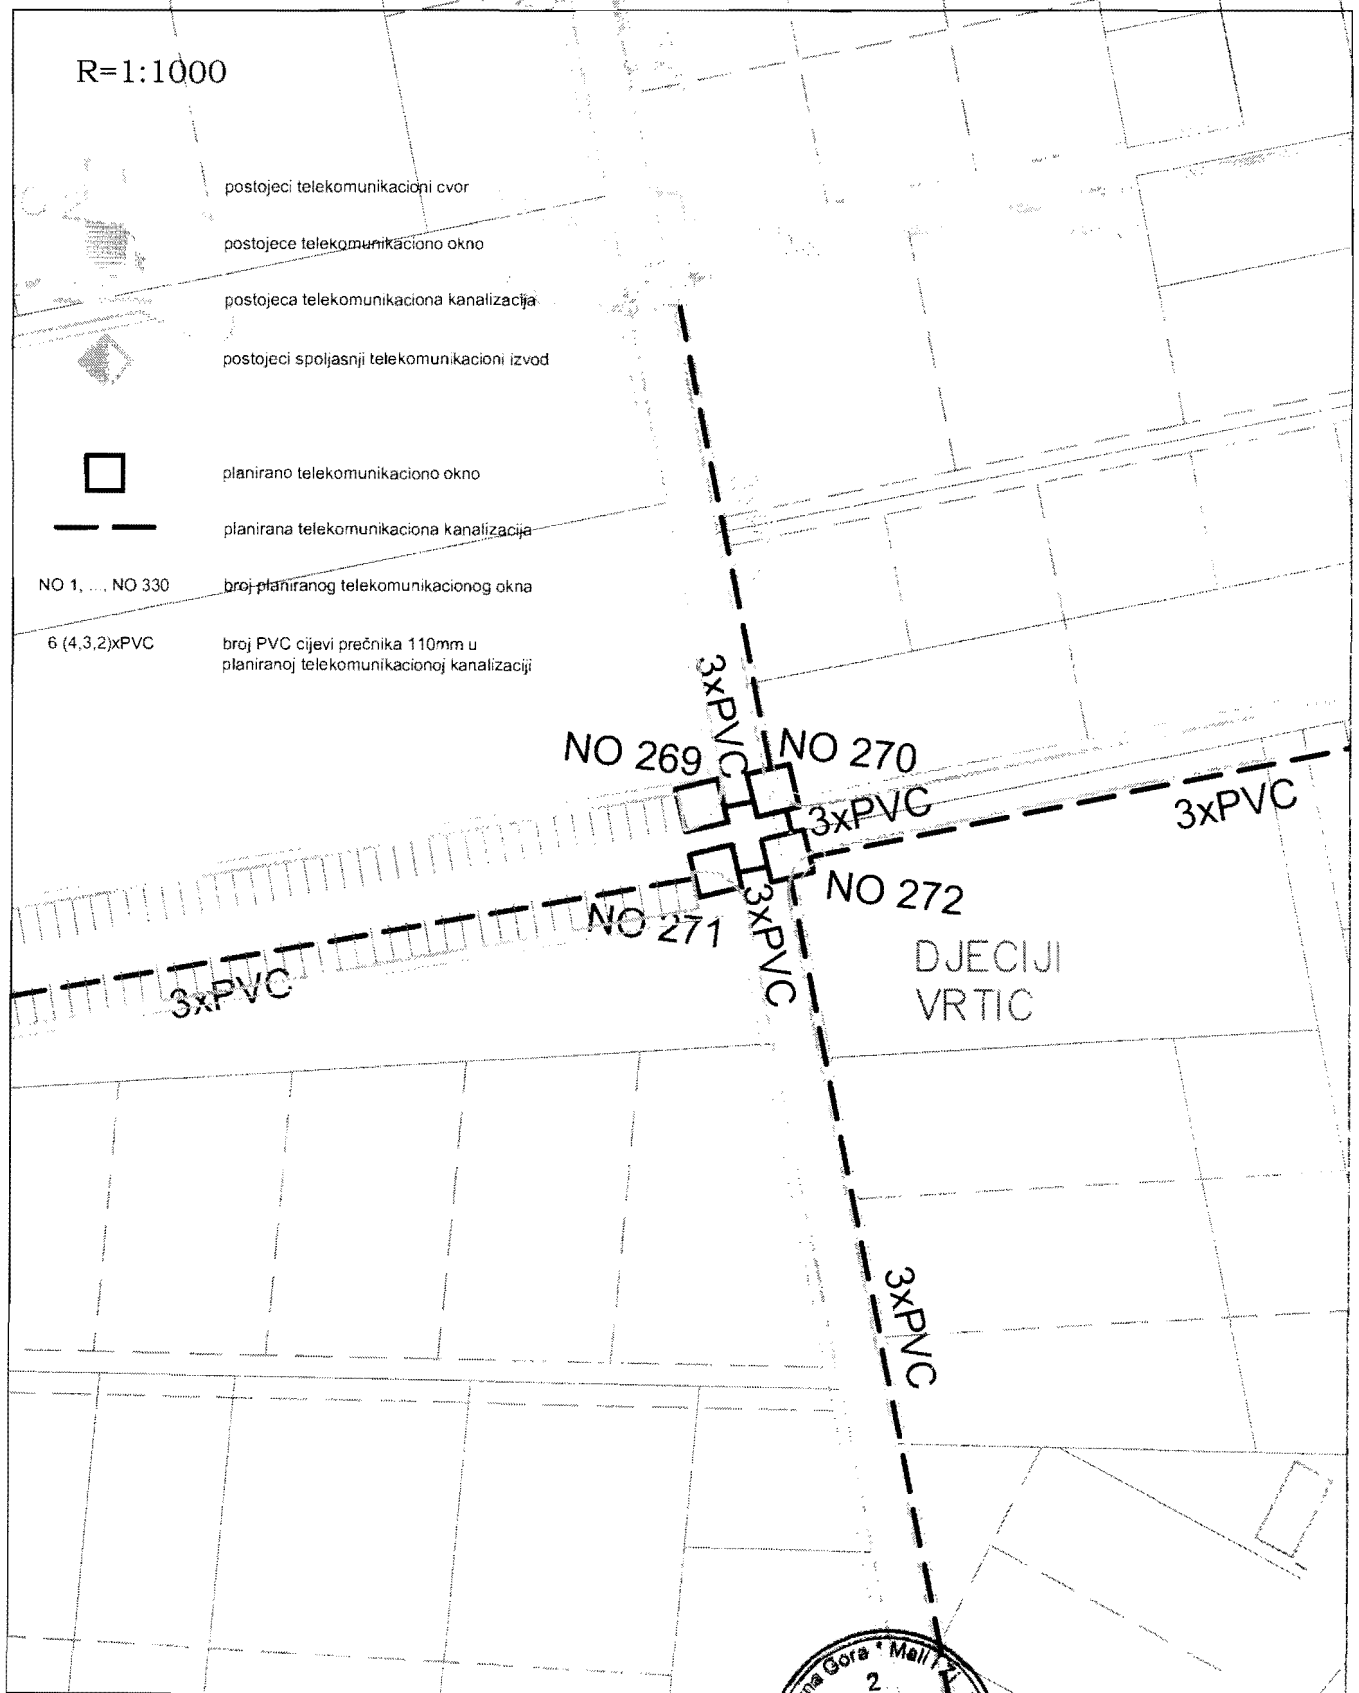 R=1:1000
postojeci telekomunikacioni cvor
postojece telekomunikaciono okno
postojeca telekomunikaciona kanalizacija
postojeci spoljasnji telekomunikacioni izvod
planirano telekomunikaciono okno
planirana telekomunikaciona kanalizacija
NO 1, ..., NO 330 broj planiranog telekomunikacionog okna
6 (4,3,2)xPVC broj PVC cijevi prečnika 110mm u
planiranoj telekomunikacionoj kanalizaciji
3xPVC
NO 269
NO 270
3xPVC
3xPVC
NO 271
3xPVC
NO 272
3xPVC
DJECIJI
VRTIC
3xPVC
Gora * Mali
2